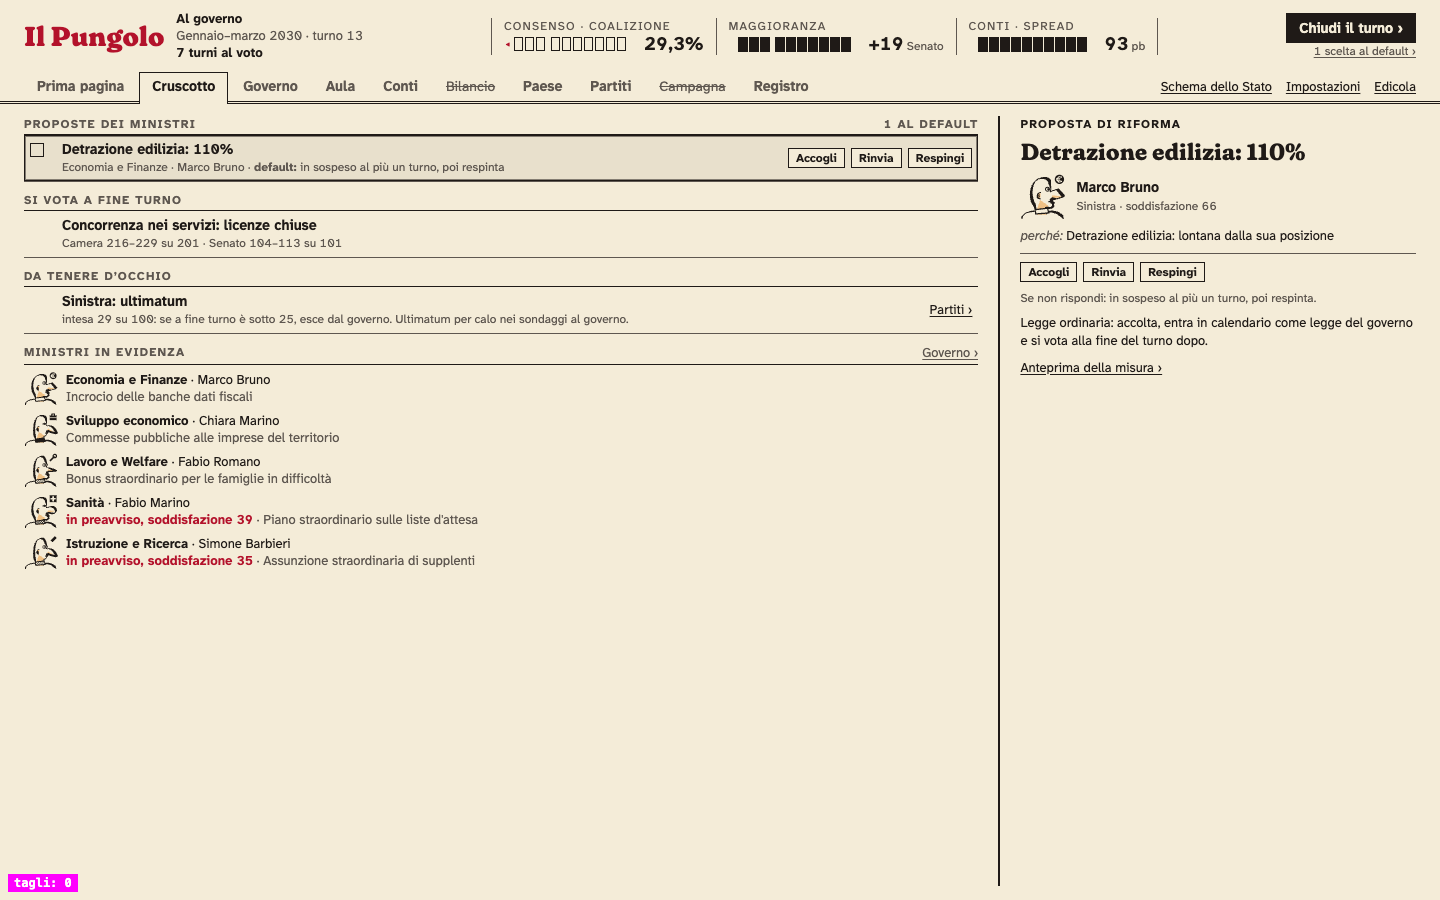 Il Pungolo
Al governo
Gennaio–marzo 2030 · turno 13
7 turni al voto
CONSENSO · COALIZIONE
29,3%
MAGGIORANZA
+19 Senato
CONTI · SPREAD
93 pb
Chiudi il turno ›
1 scelta al default ›
Prima pagina Cruscotto Governo Aula Conti Bilancio Paese Partiti Campagna Registro
Schema dello Stato Impostazioni Edicola
PROPOSTE DEI MINISTRI 1 AL DEFAULT
Detrazione edilizia: 110%
Economia e Finanze · Marco Bruno · default: in sospeso al più un turno, poi respinta
Accogli Rinvia Respingi
SI VOTA A FINE TURNO
Concorrenza nei servizi: licenze chiuse
Camera 216–229 su 201 · Senato 104–113 su 101
DA TENERE D'OCCHIO
Sinistra: ultimatum
intesa 29 su 100: se a fine turno è sotto 25, esce dal governo. Ultimatum per calo nei sondaggi al governo.
Partiti ›
MINISTRI IN EVIDENZA Governo ›
Economia e Finanze · Marco Bruno
Incrocio delle banche dati fiscali
Sviluppo economico · Chiara Marino
Commesse pubbliche alle imprese del territorio
Lavoro e Welfare · Fabio Romano
Bonus straordinario per le famiglie in difficoltà
Sanità · Fabio Marino
in preavviso, soddisfazione 39 · Piano straordinario sulle liste d'attesa
Istruzione e Ricerca · Simone Barbieri
in preavviso, soddisfazione 35 · Assunzione straordinaria di supplenti
PROPOSTA DI RIFORMA
Detrazione edilizia: 110%
Marco Bruno
Sinistra · soddisfazione 66
perché: Detrazione edilizia: lontana dalla sua posizione
Accogli Rinvia Respingi
Se non rispondi: in sospeso al più un turno, poi respinta.
Legge ordinaria: accolta, entra in calendario come legge del governo
e si vota alla fine del turno dopo.
Anteprima della misura ›
tagli: 0